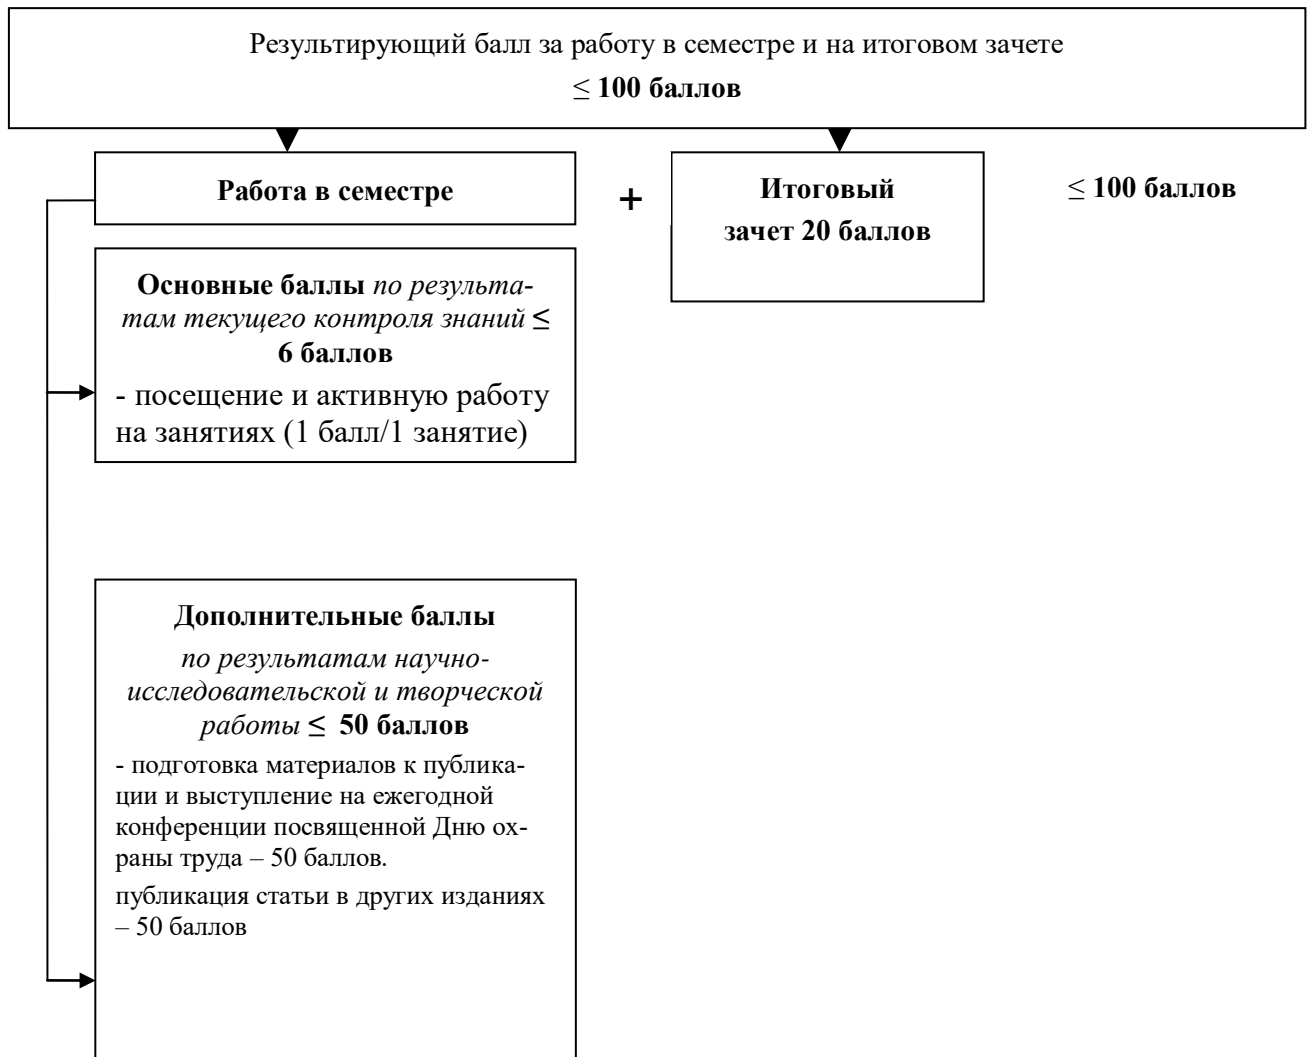 Результирующий балл за работу в семестре и на итоговом зачете
≤ 100 баллов
Работа в семестре
+
Итоговый
зачет 20 баллов
≤ 100 баллов
Основные баллы по результа-
там текущего контроля знаний ≤
6 баллов
- посещение и активную работу
на занятиях (1 балл/1 занятие)
Дополнительные баллы
по результатам научно-
исследовательской и творческой
работы ≤ 50 баллов
- подготовка материалов к публика-
ции и выступление на ежегодной
конференции посвященной Дню ох-
раны труда – 50 баллов.
публикация статьи в других изданиях
– 50 баллов